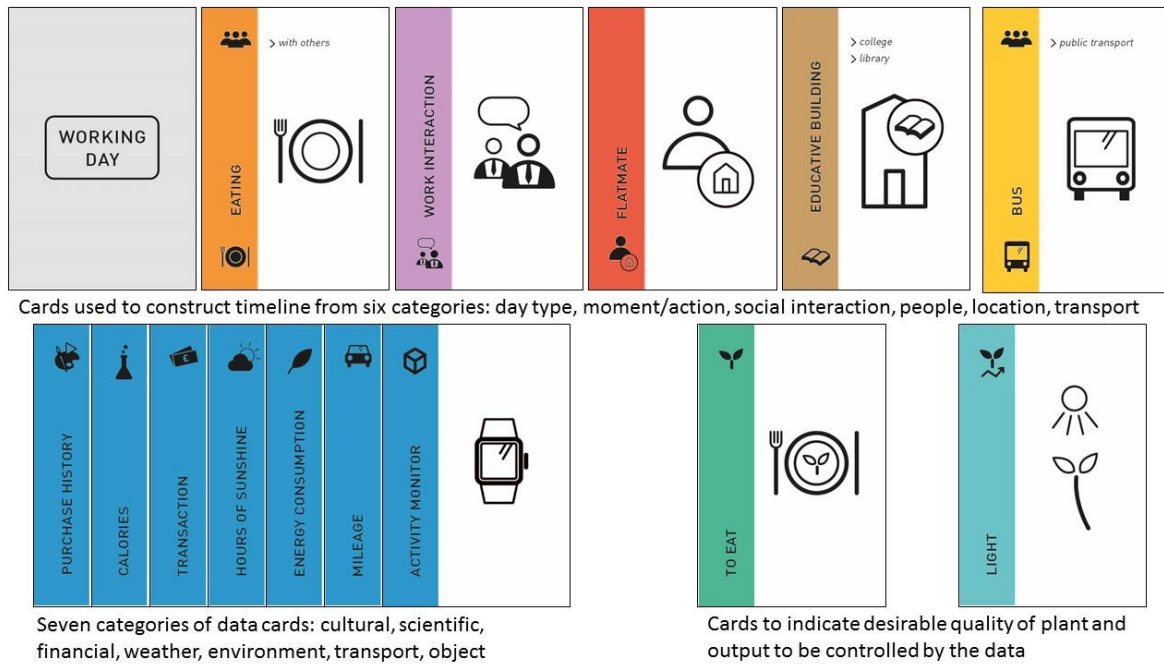 WORKING
DAY
EATING
> with others
WORK INTERACTION
FLATMATE
EDUCATIVE BUILDING
> college
> library
BUS
> public transport
Cards used to construct timeline from six categories: day type, moment/action, social interaction, people, location, transport
PURCHASE HISTORY
CALORIES
£
TRANSACTION
HOURS OF SUNSHINE
ENERGY CONSUMPTION
MILEAGE
ACTIVITY MONITOR
TO EAT
LIGHT
Seven categories of data cards: cultural, scientific,
financial, weather, environment, transport, object
Cards to indicate desirable quality of plant and
output to be controlled by the data